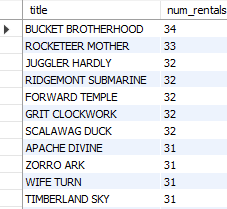 title num_rentals
BUCKET BROTHERHOOD 34
ROCKETEER MOTHER 33
JUGGLER HARDLY 32
RIDGEMONT SUBMARINE 32
FORWARD TEMPLE 32
GRIT CLOCKWORK 32
SCALAWAG DUCK 32
APACHE DIVINE 31
ZORRO ARK 31
WIFE TURN 31
TIMBERLAND SKY 31